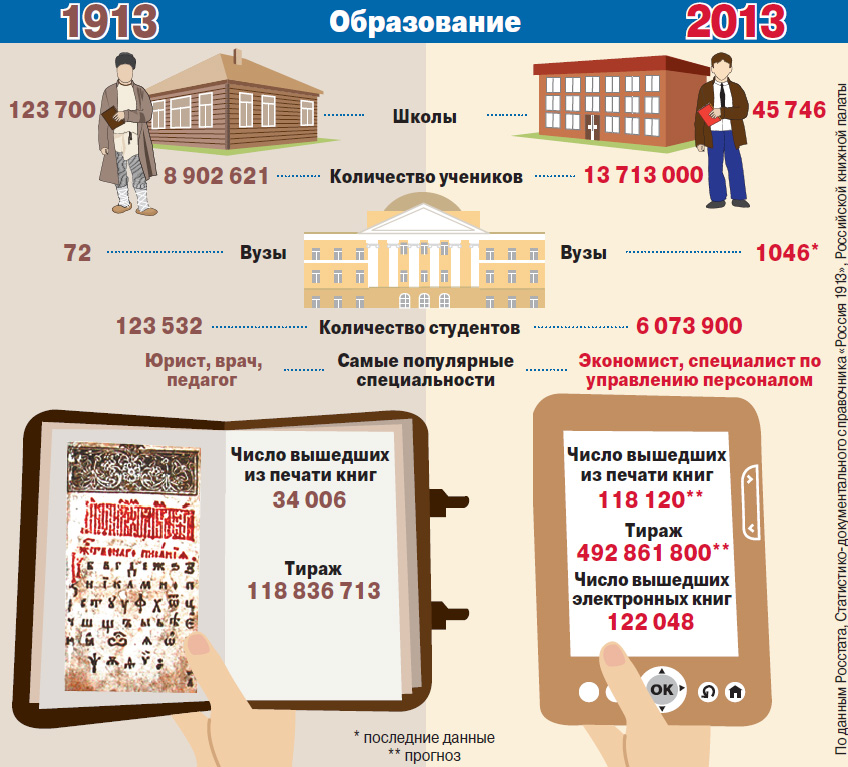 1913
Образование
2013
123 700
Школы
45 746
8 902 621
Количество учеников
13 713 000
72
Вузы
Вузы
1046*
123 532
Количество студентов
6 073 900
Юрист, врач,
педагог
Самые популярные
специальности
Экономист, специалист по
управлению персоналом
Число вышедших
из печати книг
34 006
Тираж
118 836 713
Число вышедших
из печати книг
118 120**
Тираж
492 861 800**
Число вышедших
электронных книг
122 048
OK
* последние данные
** прогноз
По данным Росстата, Статистико-документального справочника «Россия 1913», Российской книжной палаты